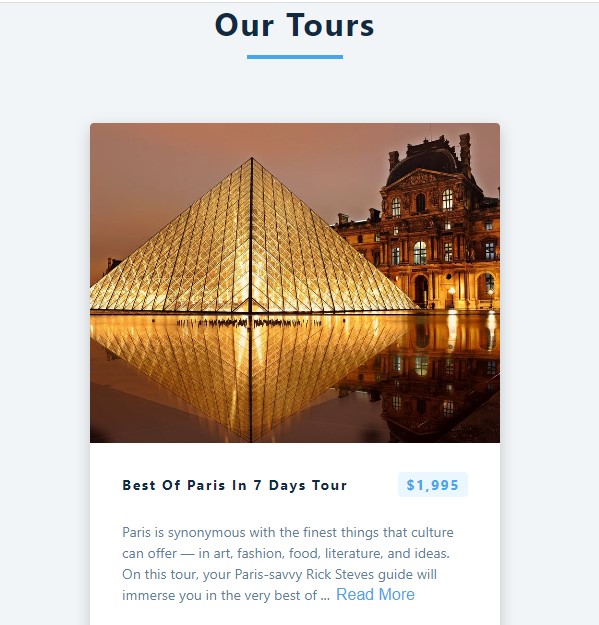 Our Tours
Best Of Paris In 7 Days Tour
$1,995
Paris is synonymous with the finest things that culture
can offer — in art, fashion, food, literature, and ideas.
On this tour, your Paris-savvy Rick Steves guide will
immerse you in the very best of ... Read More